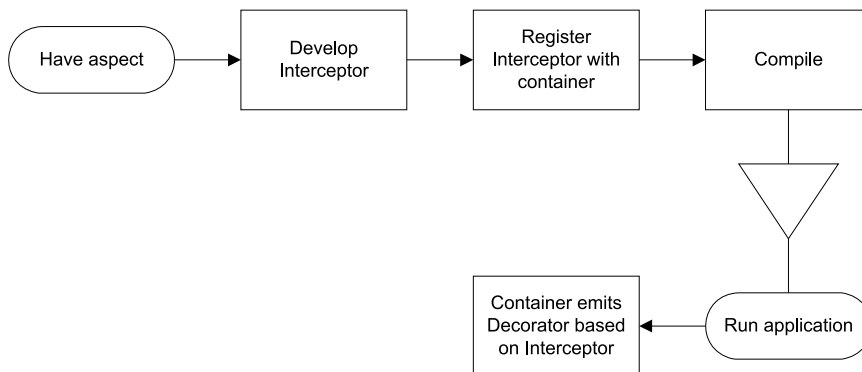 Have aspect
Develop
Interceptor
Register
Interceptor with
container
Compile
Container emits
Decorator based
on Interceptor
Run application